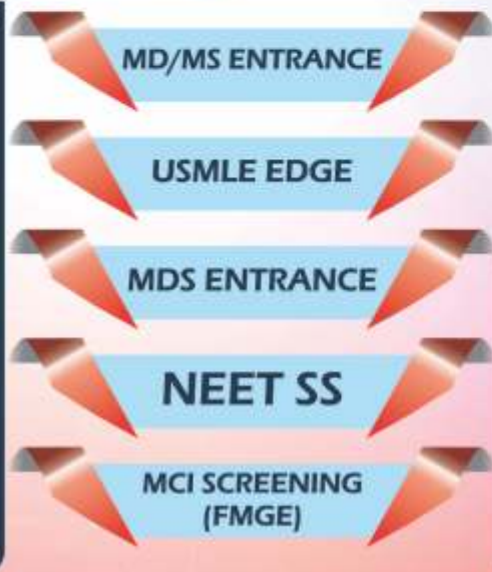 MD/MS ENTRANCE
USMLE EDGE
MDS ENTRANCE
NEET SS
MCI SCREENING
(FMGE)